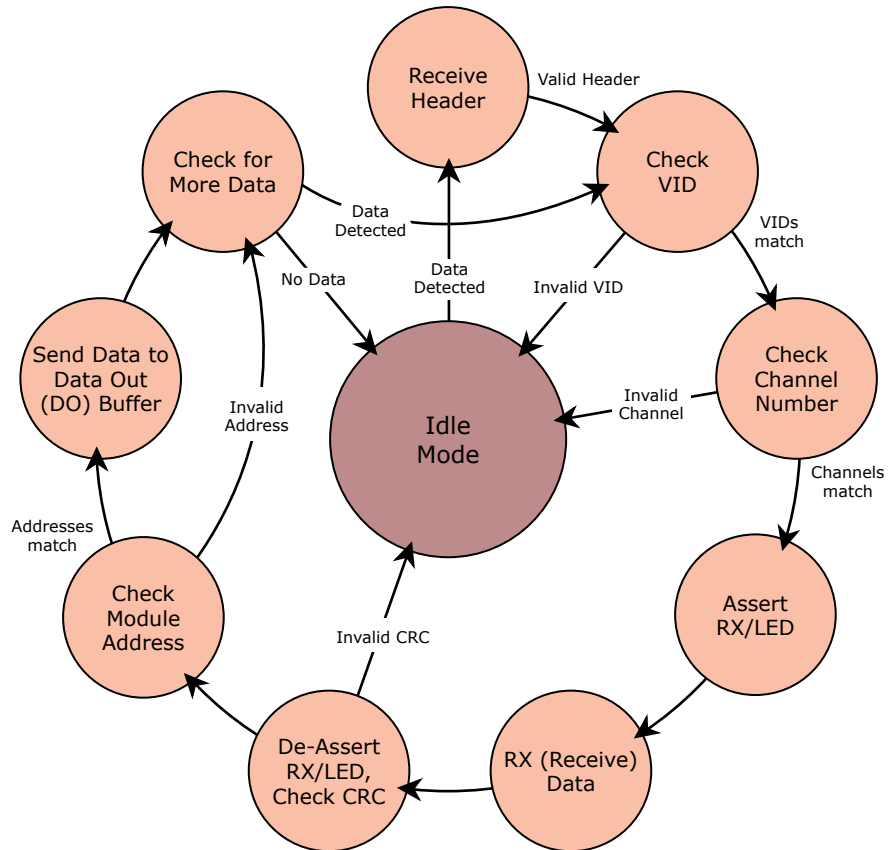 Receive
Header
Valid Header
Check
VID
Check for
More Data
Data
Detected
VIDs
match
No Data
Data
Detected
Invalid VID
Send Data to
Data Out
(DO) Buffer
Check
Channel
Number
Invalid
Channel
Invalid
Address
Idle
Mode
Channels
match
Addresses
match
Check
Module
Address
Assert
RX/LED
Invalid CRC
De-Assert
RX/LED,
Check CRC
RX (Receive)
Data